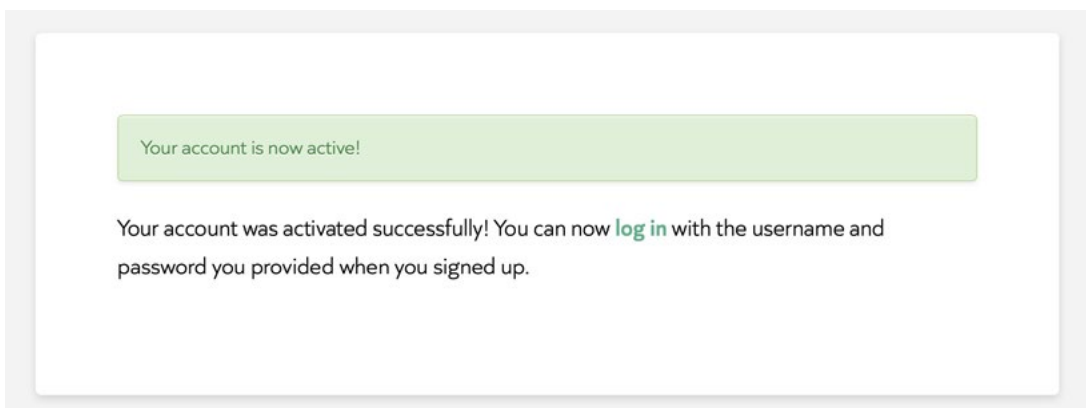 Your account is now active!
Your account was activated successfully! You can now log in with the username and
password you provided when you signed up.